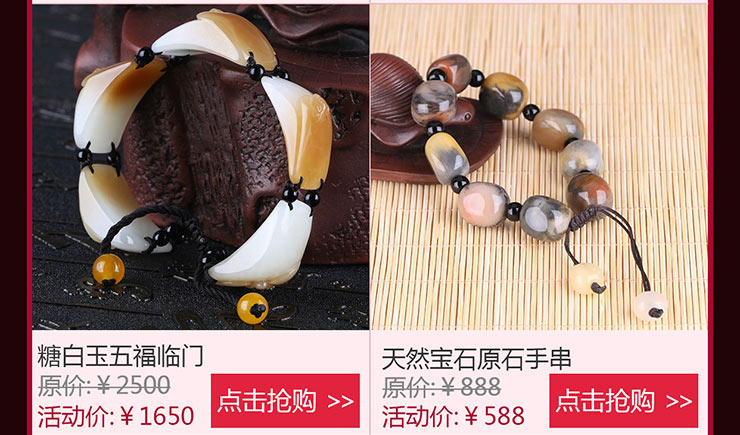 糖白玉五福临门
原价:￥2500
活动价:￥1650
点击抢购 >>
天然宝石原石手串
原价:￥888
活动价:￥588
点击抢购 >>